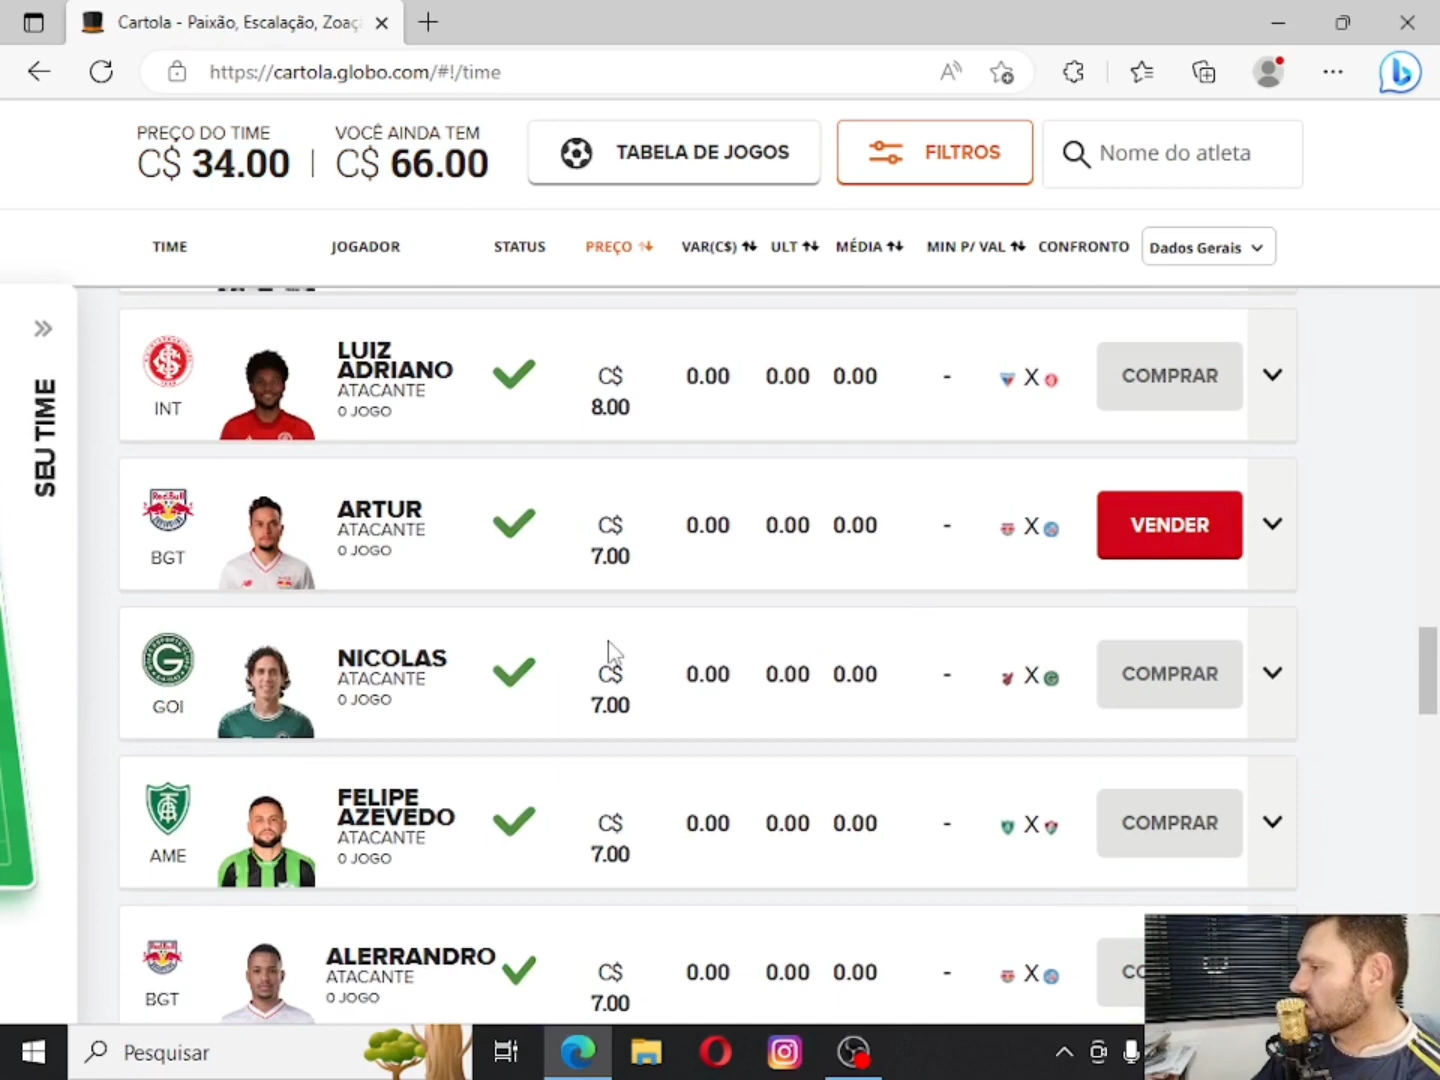 Cartola - Paixão, Escalação, Zoaç
https://cartola.globo.com/#!/time
PREÇO DO TIME
C$ 34.00
VOCÊ AINDA TEM
C$ 66.00
TABELA DE JOGOS
FILTROS
Nome do atleta
TIME JOGADOR STATUS PREÇO VAR(C$) ULT MÉDIA MIN P/ VAL CONFRONTO Dados Gerais
SEU TIME
INT
LUIZ
ADRIANO
ATACANTE
0 JOGO
C$
8.00
0.00 0.00 0.00 - X
COMPRAR
RedBull
BGT
ARTUR
ATACANTE
0 JOGO
C$
7.00
0.00 0.00 0.00 - X
VENDER
GOI
NICOLAS
ATACANTE
0 JOGO
C$
7.00
0.00 0.00 0.00 - X
COMPRAR
AME
FELIPE
AZEVEDO
ATACANTE
0 JOGO
C$
7.00
0.00 0.00 0.00 - X
COMPRAR
RedBull
BGT
ALERRANDRO
ATACANTE
0 JOGO
C$
7.00
0.00 0.00 0.00 - X
Pesquisar